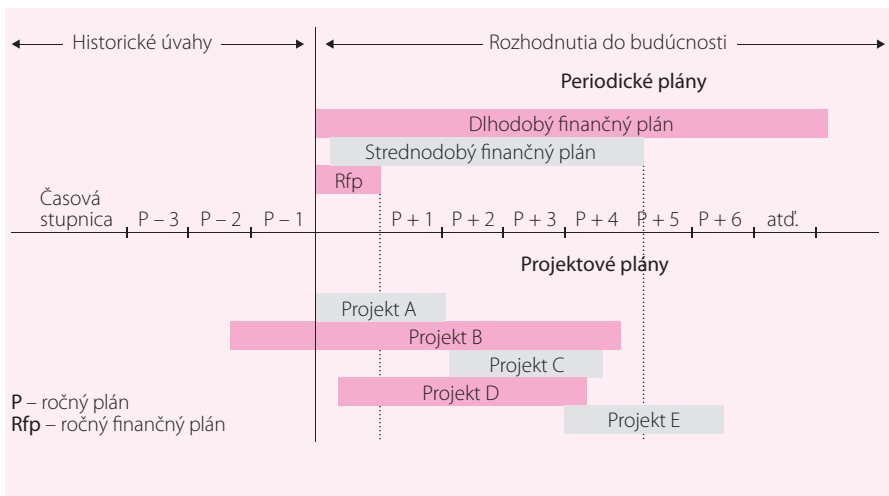 Historické úvahy
Rozhodnutia do budúcnosti
Periodické plány
Dlhodobý finančný plán
Strednodobý finančný plán
Rfp
Časová
stupnica P – 3 P – 2 P – 1 P + 1 P + 2 P + 3 P + 4 P + 5 P + 6 atď.
Projektové plány
Projekt A
Projekt B
Projekt C
Projekt D
Projekt E
P – ročný plán
Rfp – ročný finančný plán